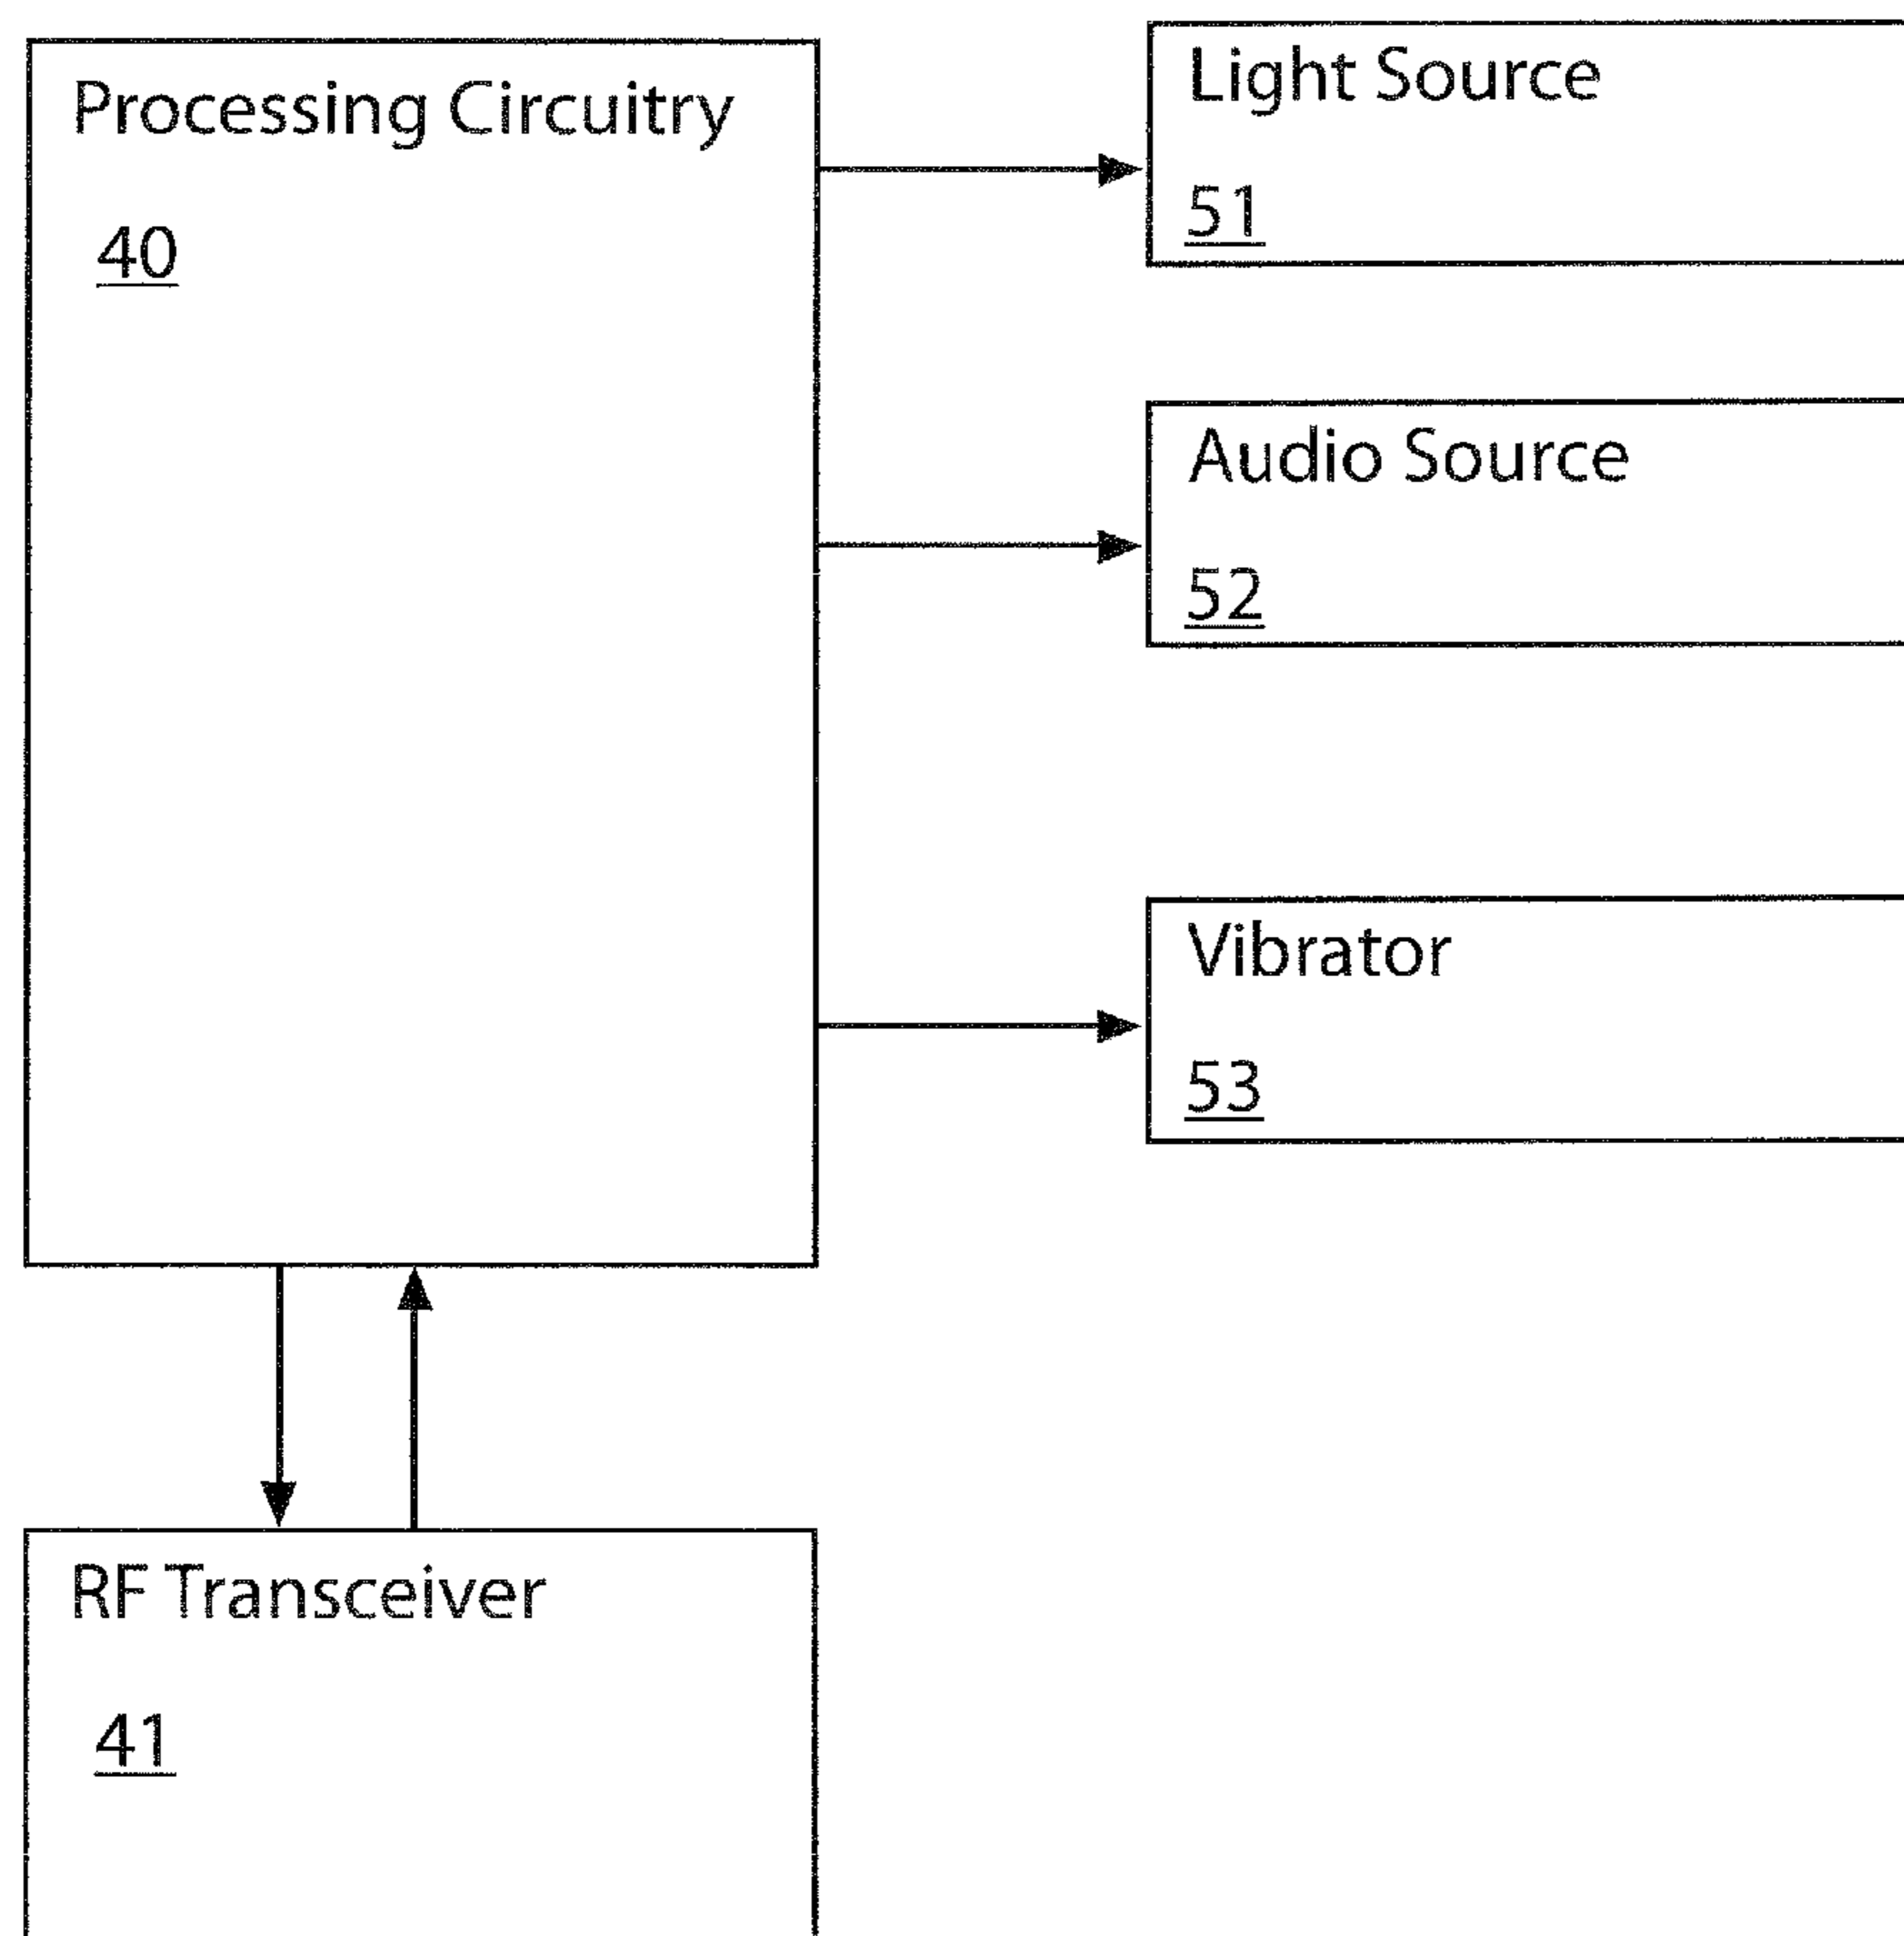 Processing Circuitry
40
Light Source
51
Audio Source
52
Vibrator
53
RF Transceiver
41